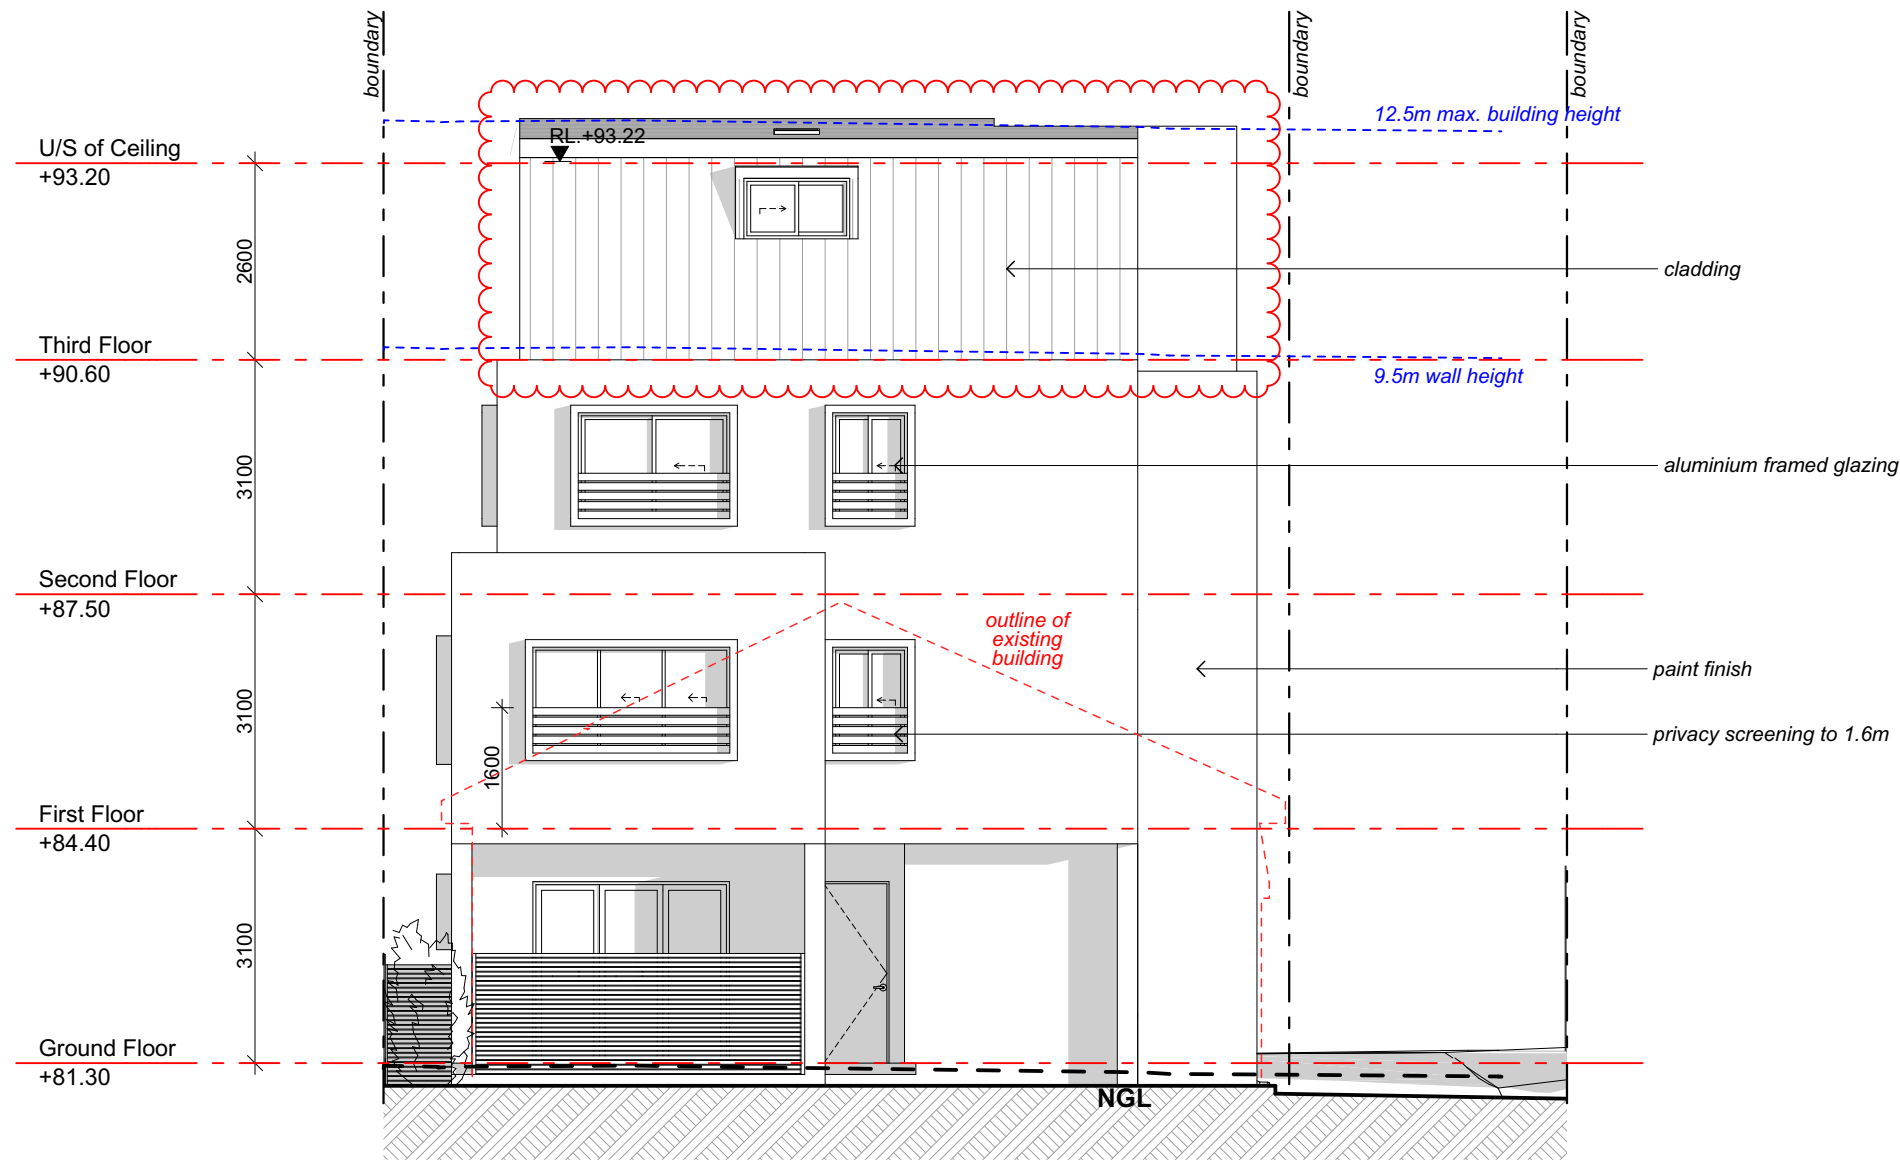 boundary
boundary
boundary
12.5m max. building height
RL.+93.22
U/S of Ceiling
+93.20
2600
cladding
Third Floor
+90.60
9.5m wall height
3100
aluminium framed glazing
Second Floor
+87.50
outline of
existing
building
paint finish
3100
privacy screening to 1.6m
1600
First Floor
+84.40
3100
Ground Floor
+81.30
NGL